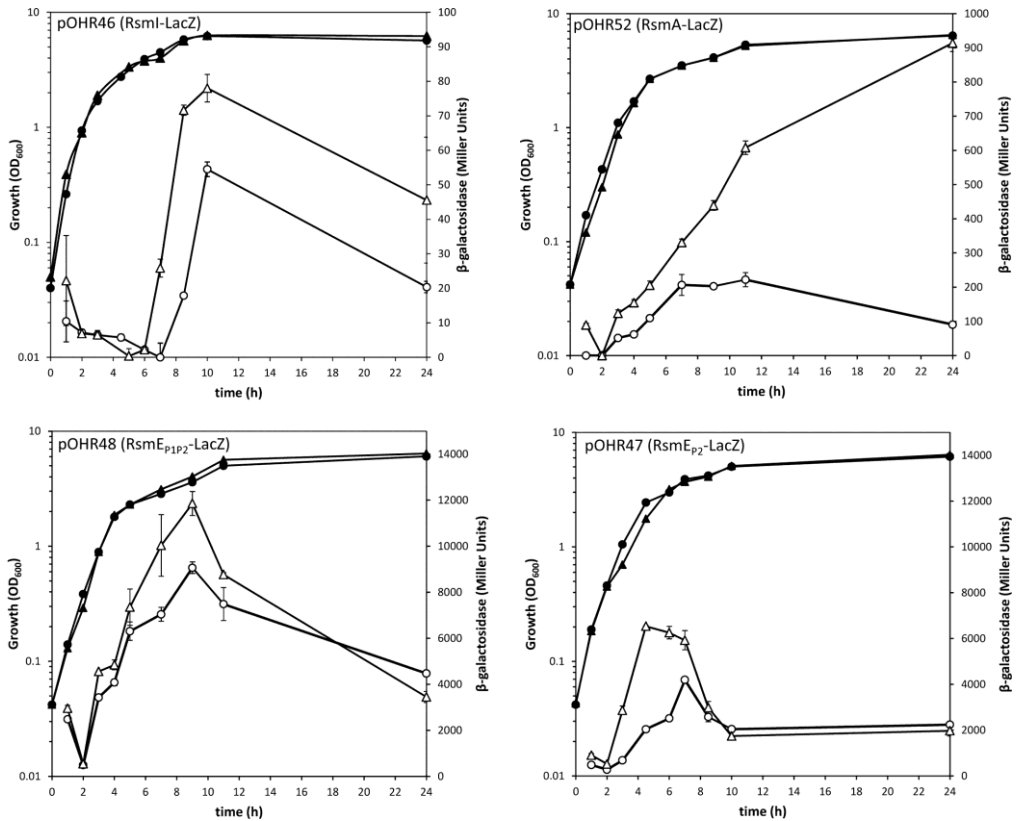 pOHR46 (RsmI-LacZ)
Growth (OD600)
10
1
0.1
0.01
β-galactosidase (Miller Units)
100
90
80
70
60
50
40
30
20
10
0
0 2 4 6 8 10 12 14 16 18 20 22 24
time (h)
pOHR52 (RsmA-LacZ)
Growth (OD600)
10
1
0.1
0.01
β-galactosidase (Miller Units)
1000
900
800
700
600
500
400
300
200
100
0
0 2 4 6 8 10 12 14 16 18 20 22 24
time (h)
pOHR48 (RsmEP1P2-LacZ)
Growth (OD600)
10
1
0.1
0.01
β-galactosidase (Miller Units)
14000
12000
10000
8000
6000
4000
2000
0
0 2 4 6 8 10 12 14 16 18 20 22 24
time (h)
pOHR47 (RsmEP2-LacZ)
Growth (OD600)
10
1
0.1
0.01
β-galactosidase (Miller Units)
14000
12000
10000
8000
6000
4000
2000
0
0 2 4 6 8 10 12 14 16 18 20 22 24
time (h)